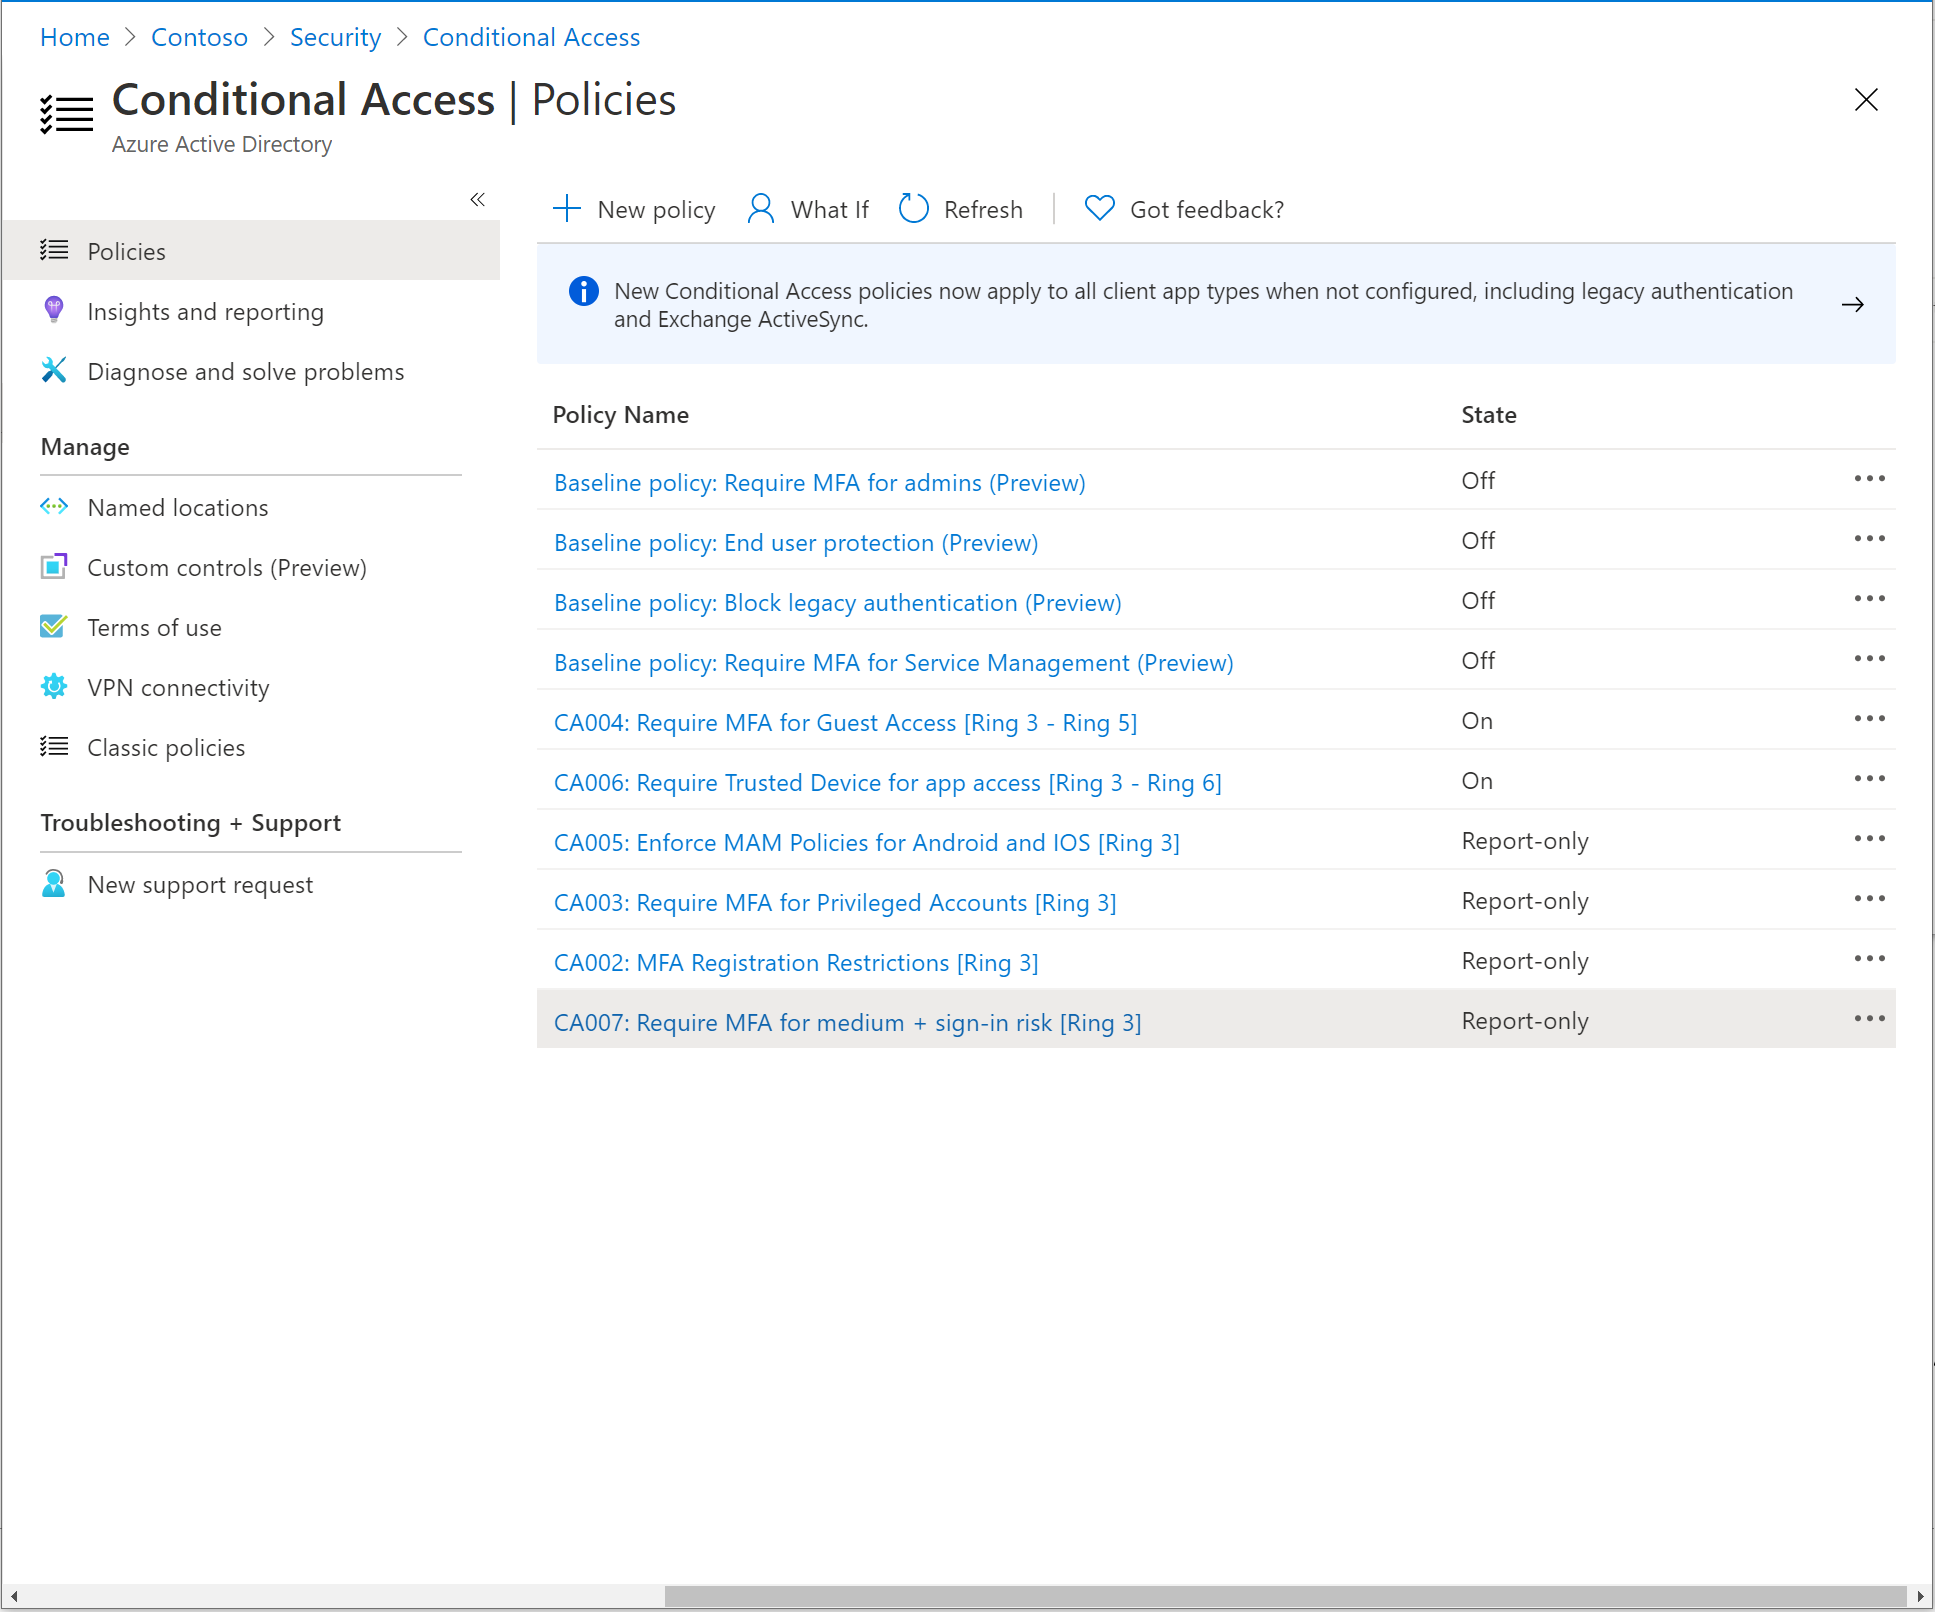 Home > Contoso > Security > Conditional Access
Conditional Access | Policies
Azure Active Directory
«
New policy What If Refresh | Got feedback?
Policies
Insights and reporting
Diagnose and solve problems
Manage
Named locations
Custom controls (Preview)
Terms of use
VPN connectivity
Classic policies
Troubleshooting + Support
New support request
New Conditional Access policies now apply to all client app types when not configured, including legacy authentication
and Exchange ActiveSync.
Policy Name State
Baseline policy: Require MFA for admins (Preview) Off
Baseline policy: End user protection (Preview) Off
Baseline policy: Block legacy authentication (Preview) Off
Baseline policy: Require MFA for Service Management (Preview) Off
CA004: Require MFA for Guest Access [Ring 3 - Ring 5] On
CA006: Require Trusted Device for app access [Ring 3 - Ring 6] On
CA005: Enforce MAM Policies for Android and IOS [Ring 3] Report-only
CA003: Require MFA for Privileged Accounts [Ring 3] Report-only
CA002: MFA Registration Restrictions [Ring 3] Report-only
CA007: Require MFA for medium + sign-in risk [Ring 3] Report-only